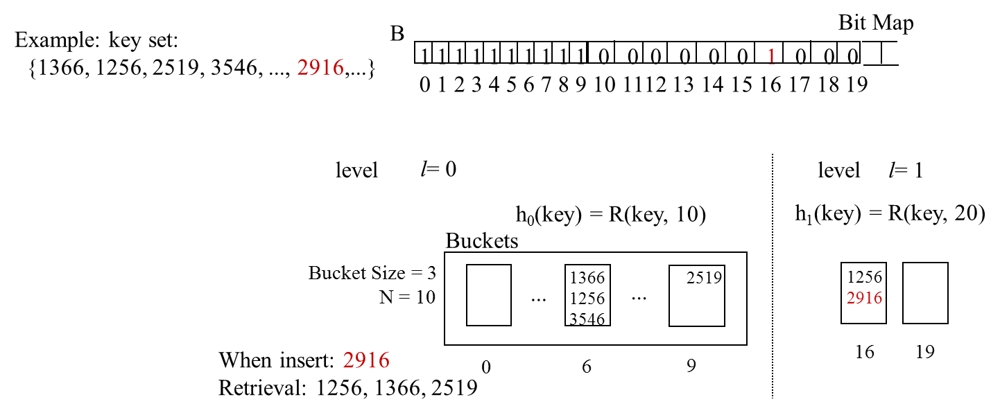 Example: key set:
{1366, 1256, 2519, 3546, ..., 2916,...}
Bit Map
B
1 1 1 1 1 1 1 1 1 1 0 0 0 0 0 0 1 0 0 0
0 1 2 3 4 5 6 7 8 9 10 11 12 13 14 15 16 17 18 19
level l= 0
h₀(key) = R(key, 10)
Buckets
Bucket Size = 3
N = 10
1366
1256
3546
...
...
2519
0 6 9
level l= 1
h₁(key) = R(key, 20)
1256
2916
16 19
When insert: 2916
Retrieval: 1256, 1366, 2519